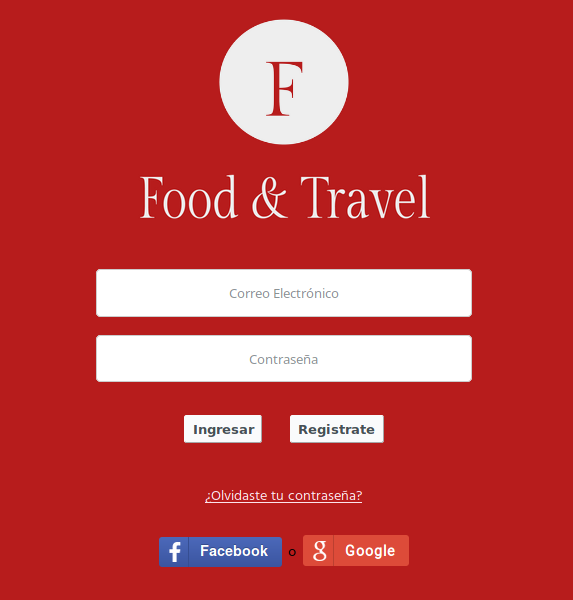 F
Food & Travel
Correo Electrónico
Contraseña
Ingresar Registrate
¿Olvidaste tu contraseña?
f Facebook o g Google